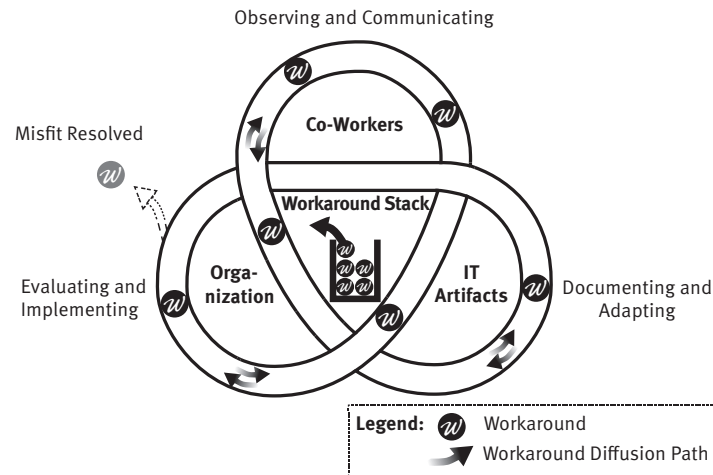 Observing and Communicating
Co-Workers
Misfit Resolved
Workaround Stack
Evaluating and
Implementing
Orga-
nization
IT
Artifacts
Documenting and
Adapting
Legend: W Workaround
Workaround Diffusion Path
W
W
W
W
W
W
W
W
W
W
W
W